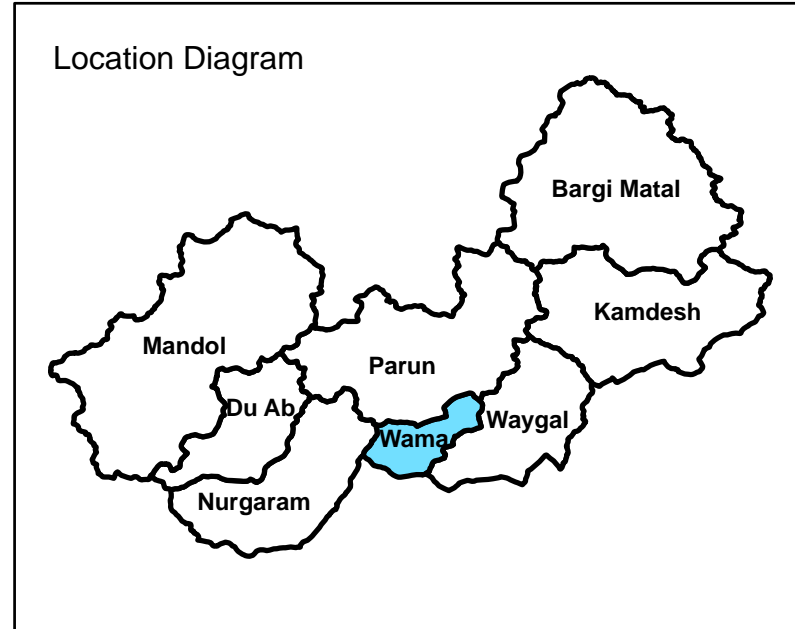 Location Diagram
Bargi Matal
Kamdesh
Mandol
Parun
Du Ab
Waygal
Wama
Nurgaram